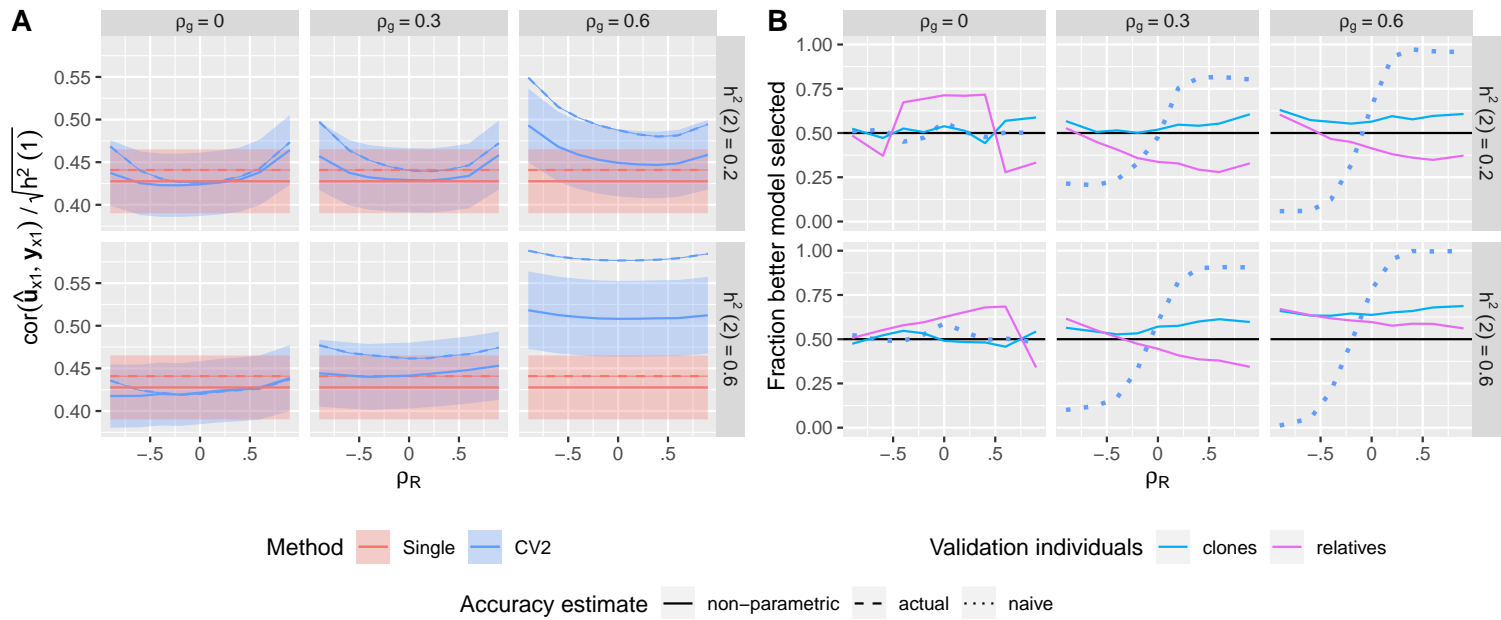 A
ρg = 0
ρg = 0.3
ρg = 0.6
cor(û_x1, y_x1) / √h² (1)
0.55
0.50
0.45
0.40
h² (2) = 0.2
0.55
0.50
0.45
0.40
h² (2) = 0.6
-.5 0 .5
-.5 0 .5
-.5 0 .5
ρR
B
ρg = 0
ρg = 0.3
ρg = 0.6
Fraction better model selected
1.00
0.75
0.50
0.25
0.00
h² (2) = 0.2
1.00
0.75
0.50
0.25
0.00
h² (2) = 0.6
-.5 0 .5
-.5 0 .5
-.5 0 .5
ρR
Method Single CV2
Validation individuals clones relatives
Accuracy estimate non-parametric actual naive